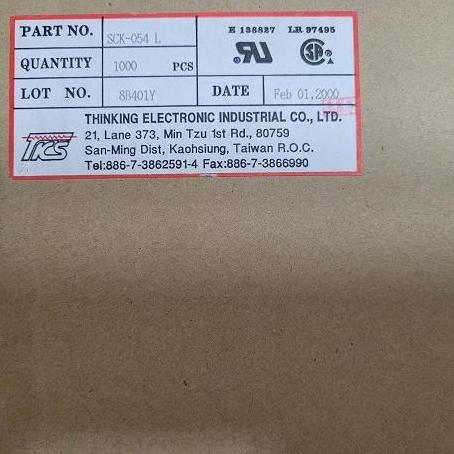 PART NO. SCK-054 L E 138827 LR 97495
QUANTITY 1000 PCS
LOT NO. 8B401Y DATE Feb 01,2000
THINKING ELECTRONIC INDUSTRIAL CO., LTD.
21, Lane 373, Min Tzu 1st Rd., 80759
San-Ming Dist, Kaohsiung, Taiwan R.O.C.
Tel:886-7-3862591-4 Fax:886-7-3866990
TKS